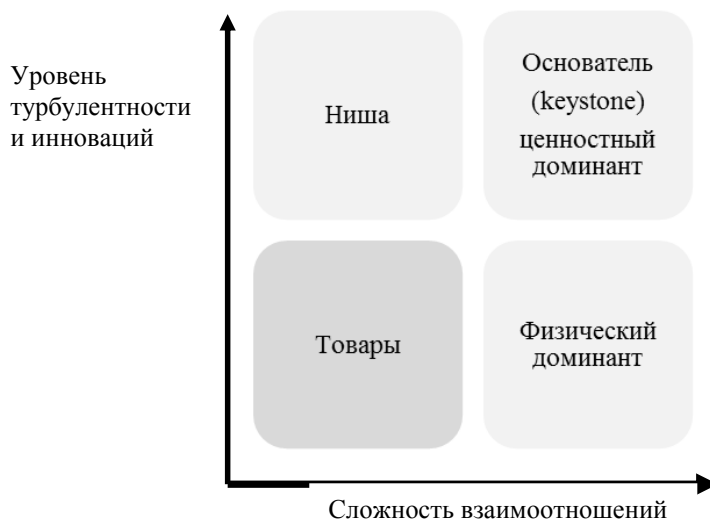 Уровень
турбулентности
и инноваций
Ниша
Основатель
(keystone)
ценностный
доминант
Товары
Физический
доминант
Сложность взаимоотношений